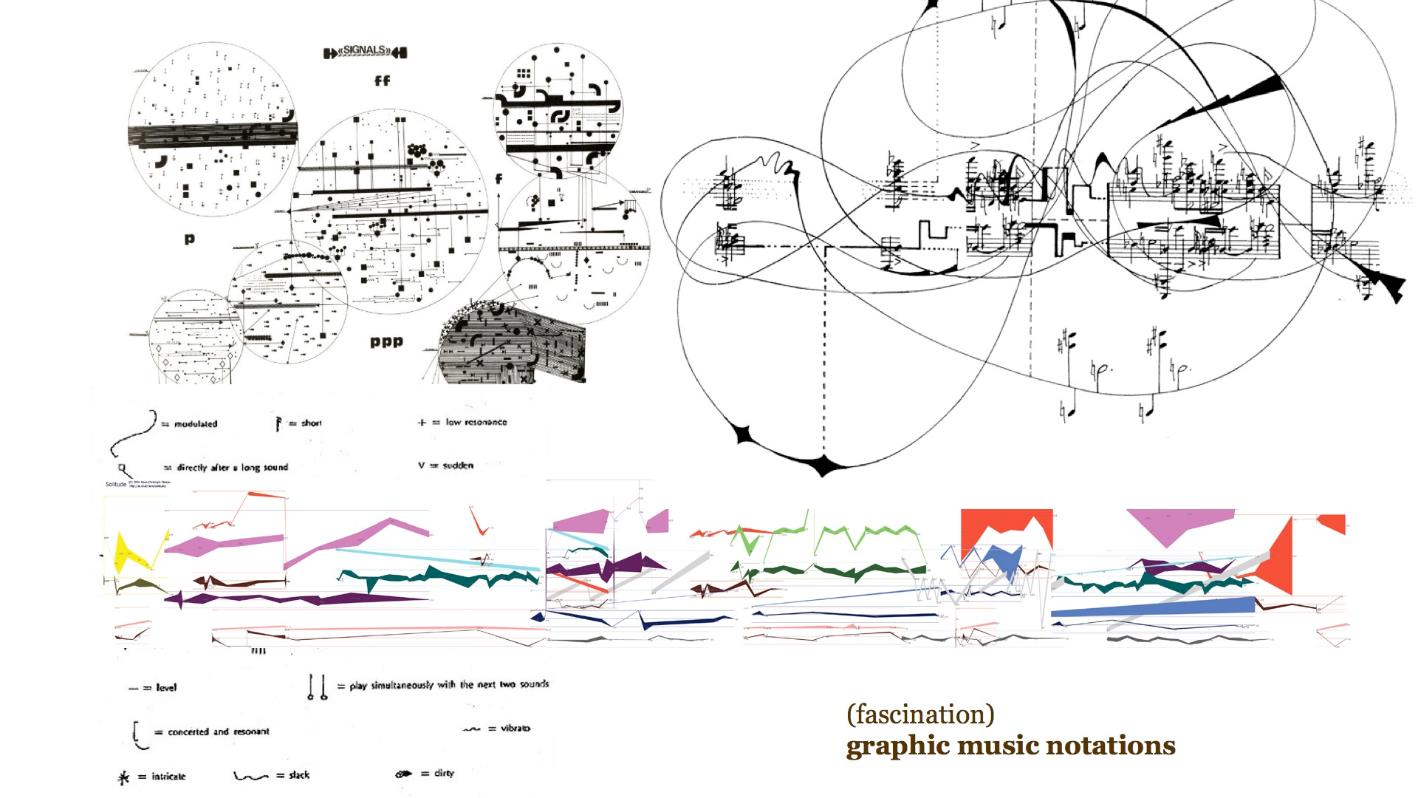 «SIGNALS»
ff
f
p
ppp
= modulated
= short
+ = low resonance
= directly after a long sound
V = sudden
Solitude
— = level
= play simultaneously with the next two sounds
= concerted and resonant
= vibrato
= intricate
= slack
= dirty
(fascination)
graphic music notations